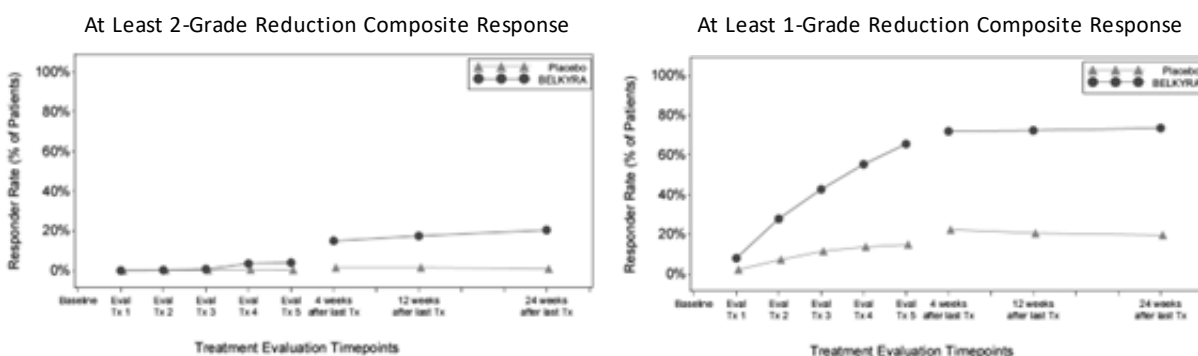 At Least 2-Grade Reduction Composite Response
Placebo
BELKYRA
Responder Rate (% of Patients)
100%
80%
60%
40%
20%
0%
Baseline
Eval Tx 1
Eval Tx 2
Eval Tx 3
Eval Tx 4
Eval Tx 5
4 weeks after last Tx
12 weeks after last Tx
24 weeks after last Tx
Treatment Evaluation Timepoints
At Least 1-Grade Reduction Composite Response
Placebo
BELKYRA
Responder Rate (% of Patients)
100%
80%
60%
40%
20%
0%
Baseline
Eval Tx 1
Eval Tx 2
Eval Tx 3
Eval Tx 4
Eval Tx 5
4 weeks after last Tx
12 weeks after last Tx
24 weeks after last Tx
Treatment Evaluation Timepoints